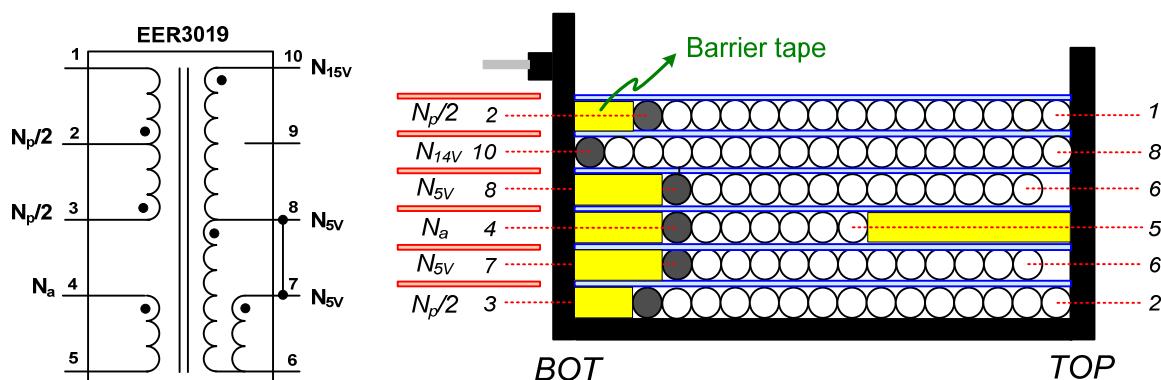 EER3019
1
10
N15V
Np/2
2
9
Np/2
3
8
N5V
Na
4
7
N5V
5
6
Barrier tape
Np/2 2 1
N14V 10 8
N5V 8 6
Na 4 5
N5V 7 6
Np/2 3 2
BOT TOP